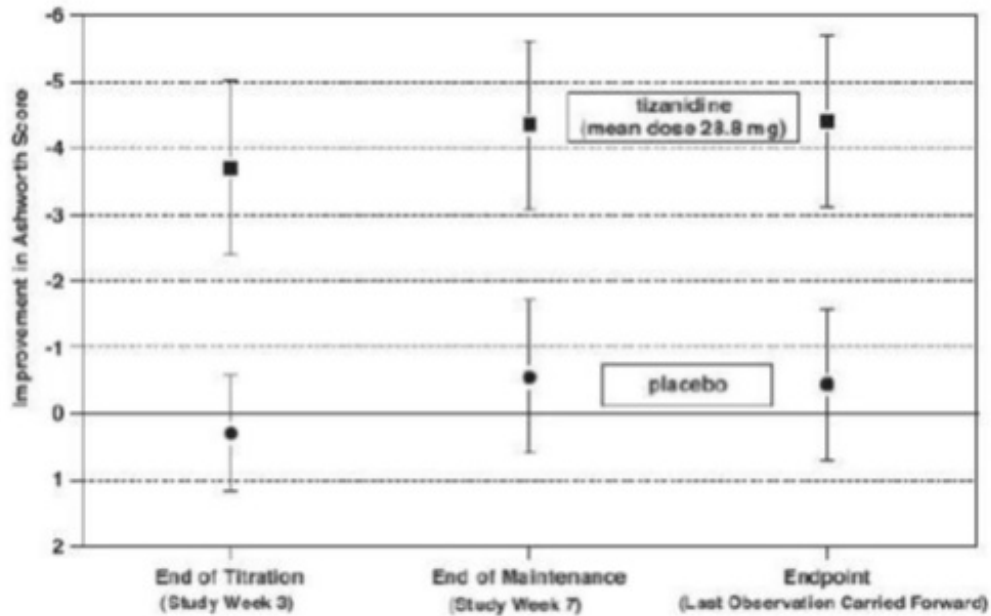 Improvement in Ashworth Score
-6
-5
-4
-3
-2
-1
0
1
2
tizanidine
(mean dose 28.8 mg)
placebo
End of Titration
(Study Week 3)
End of Maintenance
(Study Week 7)
Endpoint
(Last Observation Carried Forward)